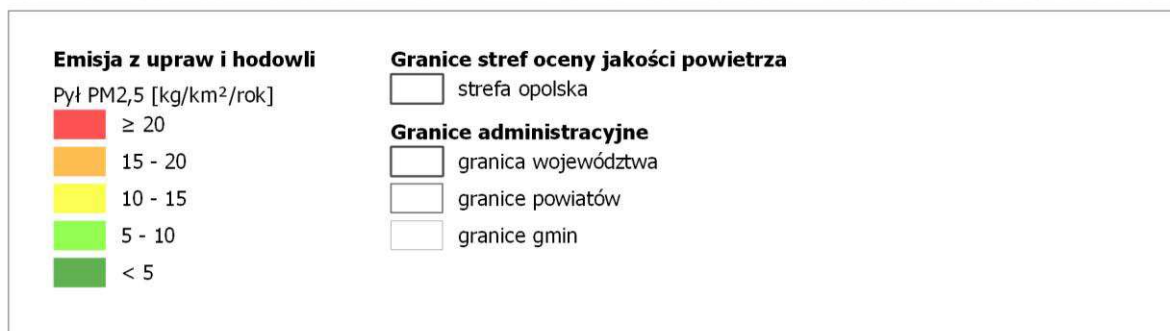 Emisja z upraw i hodowli
Pył PM2,5 [kg/km²/rok]
≥ 20
15 - 20
10 - 15
5 - 10
< 5
Granice stref oceny jakości powietrza
strefa opolska
Granice administracyjne
granica województwa
granice powiatów
granice gmin